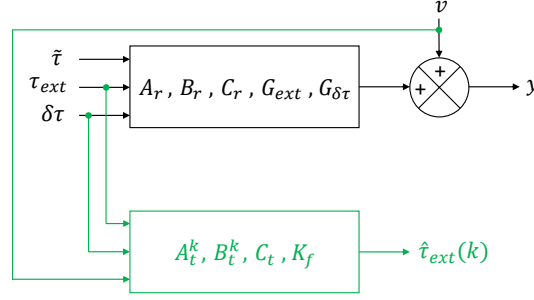 v
τ̃
τ_ext
δτ
A_r , B_r , C_r , G_ext , G_δτ
+
+
y
A_t^k , B_t^k , C_t , K_f
τ̂_ext(k)